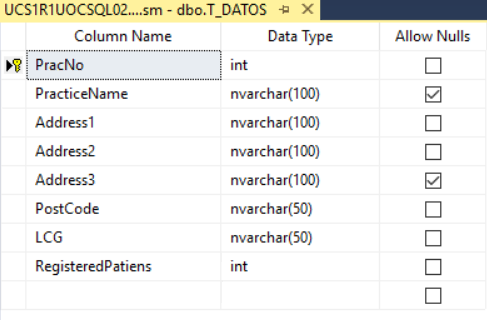 UCS1R1UOCSQL02....sm - dbo.T_DATOS
Column Name Data Type Allow Nulls
PracNo int
PracticeName nvarchar(100)
Address1 nvarchar(100)
Address2 nvarchar(100)
Address3 nvarchar(100)
PostCode nvarchar(50)
LCG nvarchar(50)
RegisteredPatiens int